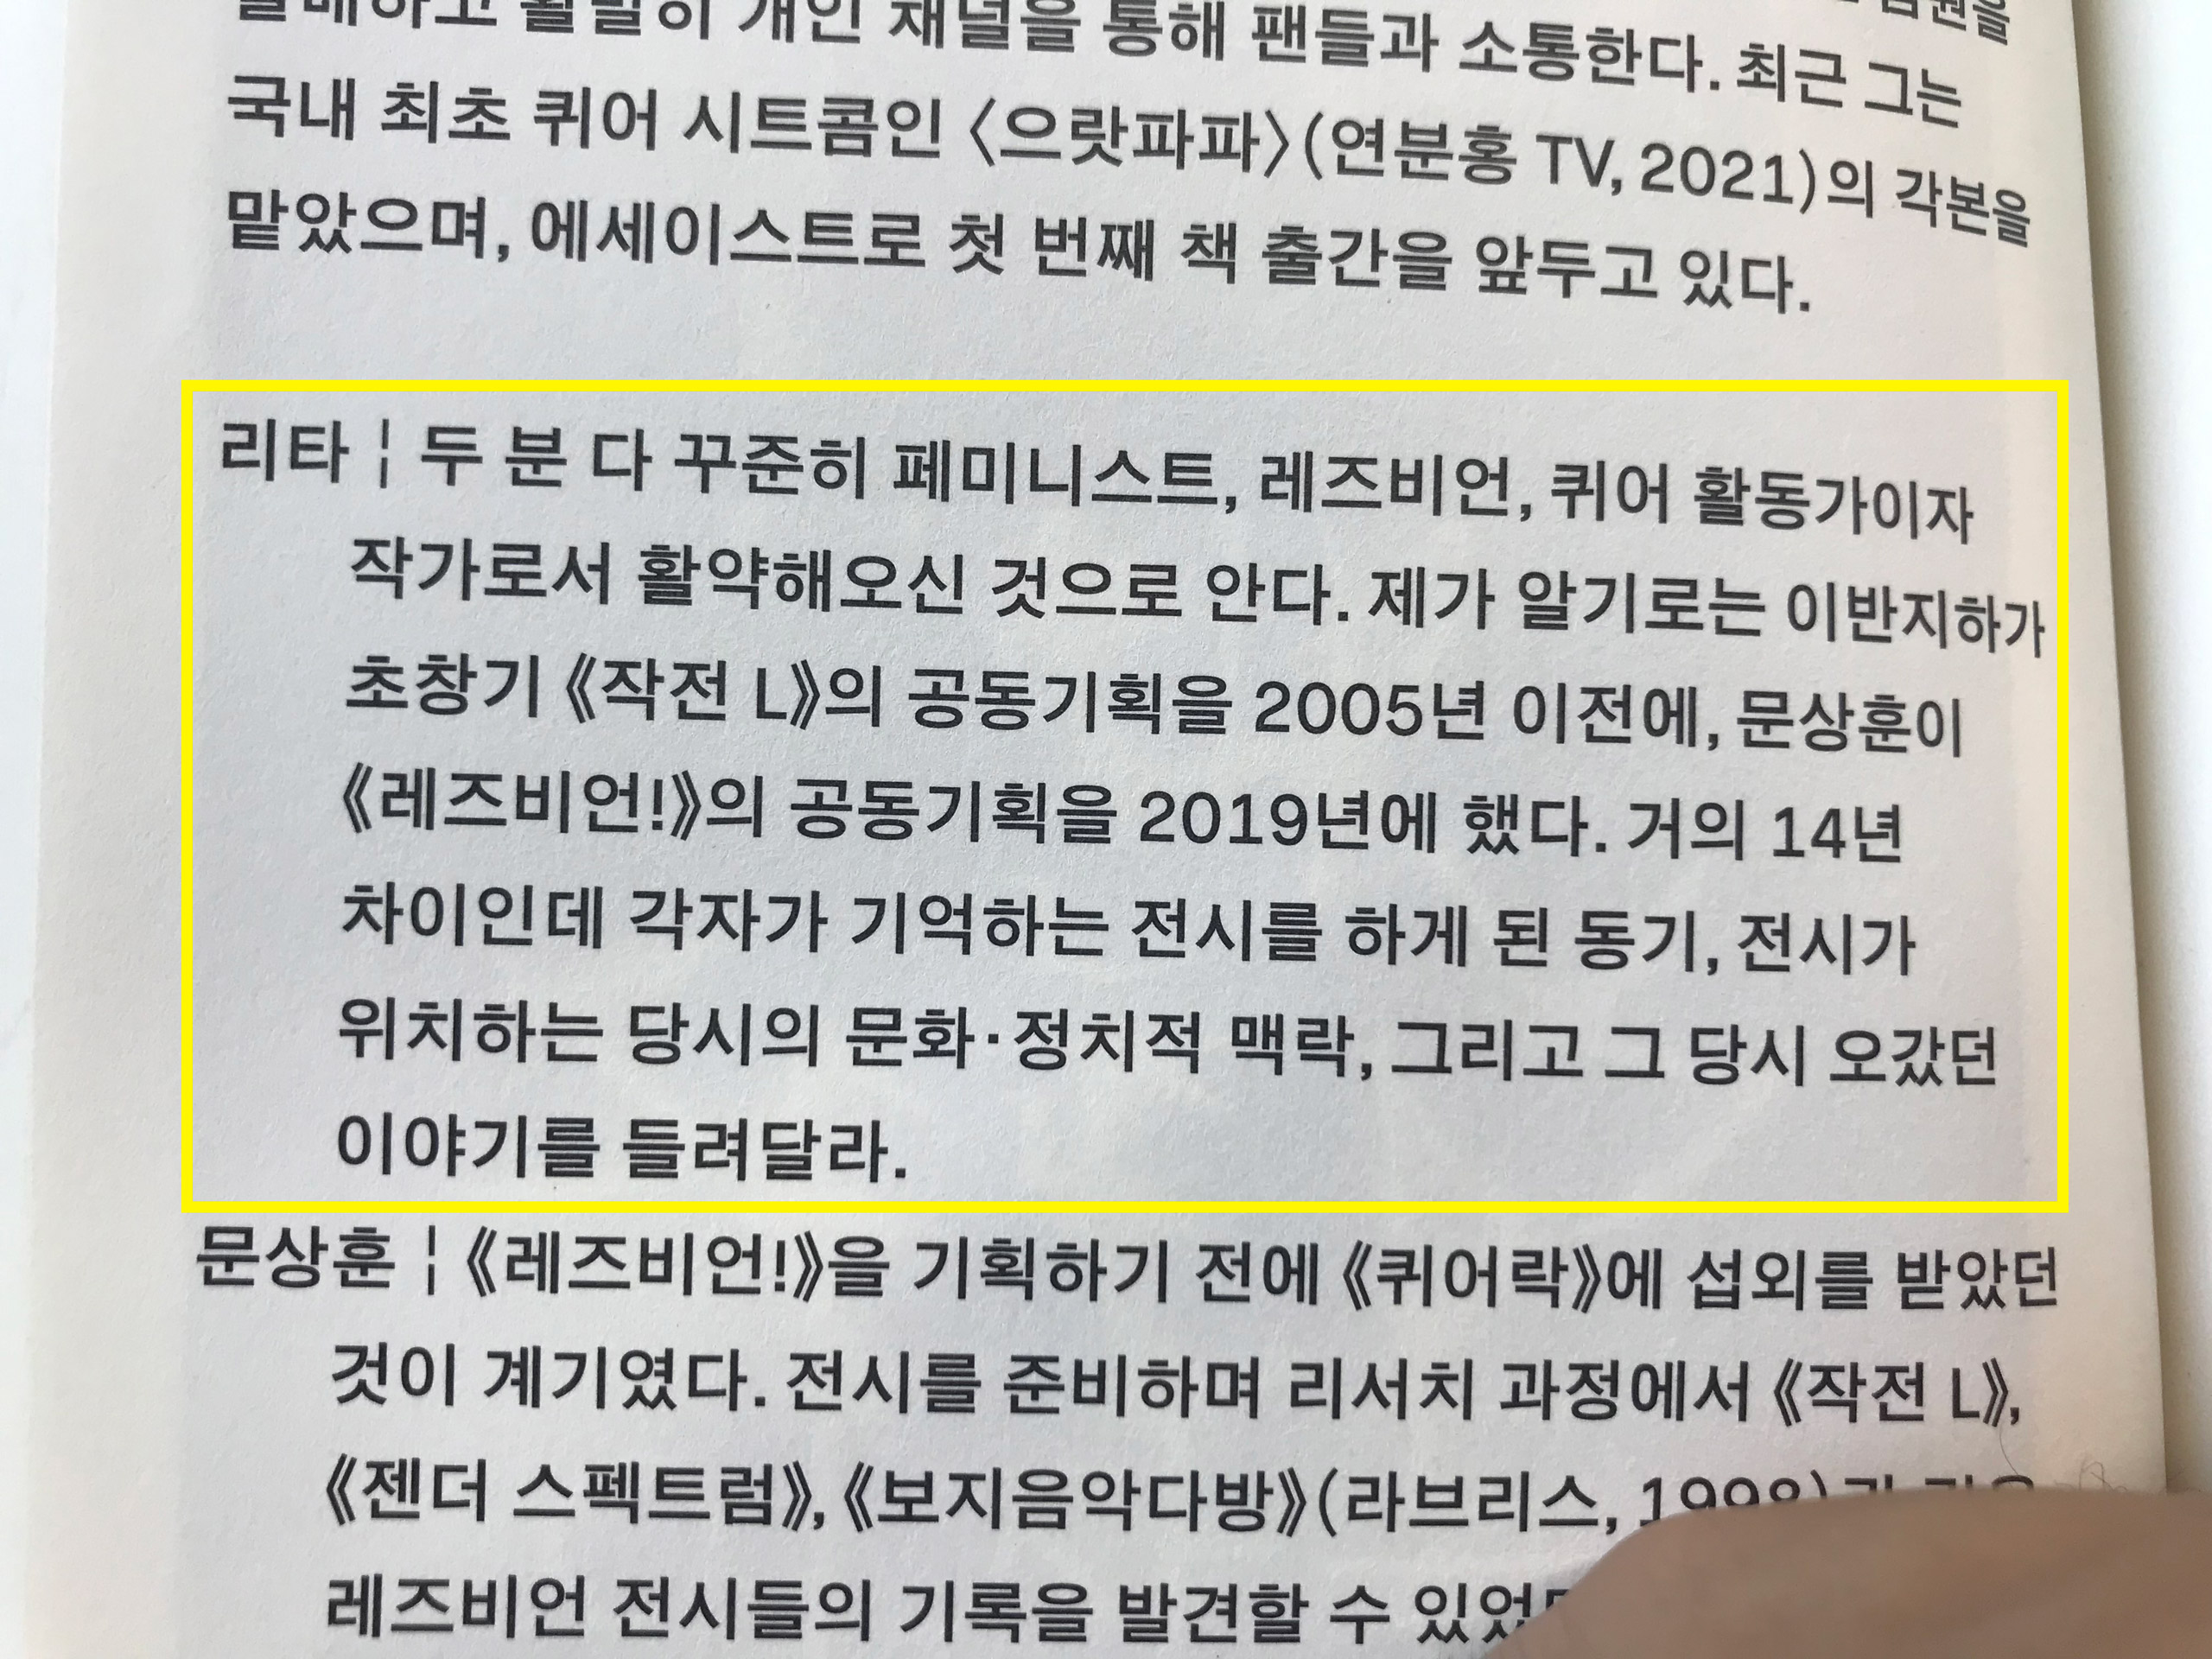 발매하고 활발히 개인 채널을 통해 팬들과 소통한다. 최근 그는
국내 최초 퀴어 시트콤인 〈으랏파파〉(연분홍 TV, 2021)의 각본을
맡았으며, 에세이스트로 첫 번째 책 출간을 앞두고 있다.
리타 ¦ 두 분 다 꾸준히 페미니스트, 레즈비언, 퀴어 활동가이자
작가로서 활약해오신 것으로 안다. 제가 알기로는 이반지하가
초창기 《작전 L》의 공동기획을 2005년 이전에, 문상훈이
《레즈비언!》의 공동기획을 2019년에 했다. 거의 14년
차이인데 각자가 기억하는 전시를 하게 된 동기, 전시가
위치하는 당시의 문화·정치적 맥락, 그리고 그 당시 오갔던
이야기를 들려달라.
문상훈 ¦ 《레즈비언!》을 기획하기 전에 《퀴어락》에 섭외를 받았던
것이 계기였다. 전시를 준비하며 리서치 과정에서 《작전 L》,
《젠더 스펙트럼》, 《보지음악다방》(라브리스, 1998)
레즈비언 전시들의 기록을 발견할 수